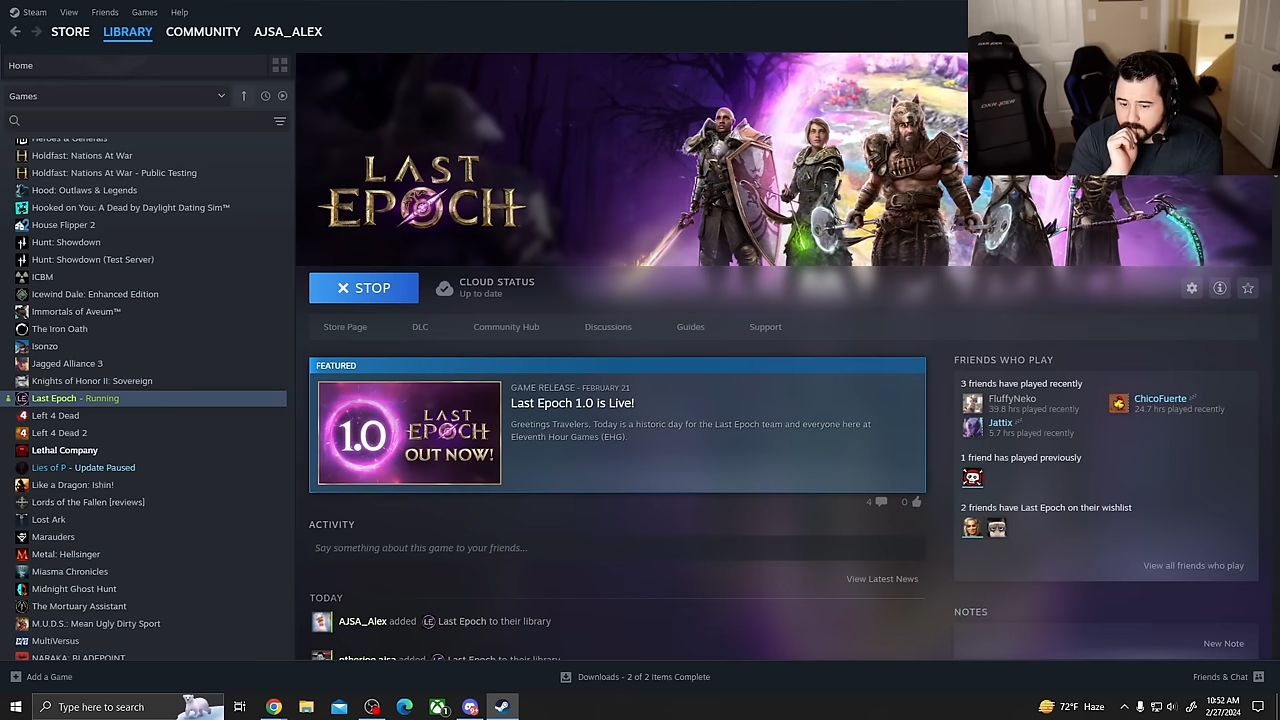 Steam View Friends Games Help
STORE LIBRARY COMMUNITY AJSA_ALEX
Home
Games
Heroes & Generals
Holdfast: Nations At War
Holdfast: Nations At War - Public Testing
Hood: Outlaws & Legends
Hooked on You: A Dead by Daylight Dating Sim™
House Flipper 2
Hunt: Showdown
Hunt: Showdown (Test Server)
ICBM
Icewind Dale: Enhanced Edition
Immortals of Aveum™
The Iron Oath
Isonzo
Jagged Alliance 3
Knights of Honor II: Sovereign
Last Epoch - Running
Left 4 Dead
Left 4 Dead 2
Lethal Company
Lies of P - Update Paused
Like a Dragon: Ishin!
Lords of the Fallen [reviews]
Lost Ark
Marauders
Metal: Hellsinger
Miasma Chronicles
Midnight Ghost Hunt
The Mortuary Assistant
M.U.D.S.: Mean Ugly Dirty Sport
MultiVersus
NARAKA: BLADEPOINT
Add a Game
LAST
EPOCH
STOP
CLOUD STATUS
Up to date
Store Page DLC Community Hub Discussions Guides Support
FEATURED
1.0 LAST EPOCH OUT NOW!
GAME RELEASE - FEBRUARY 21
Last Epoch 1.0 is Live!
Greetings Travelers, Today is a historic day for the Last Epoch team and everyone here at
Eleventh Hour Games (EHG).
4 0
ACTIVITY
Say something about this game to your friends...
View Latest News
TODAY
AJSA_Alex added LE Last Epoch to their library
added LE Last Epoch to their library
FRIENDS WHO PLAY
3 friends have played recently
FluffyNeko
39.8 hrs played recently
ChicoFuerte
24.7 hrs played recently
Jattix
5.7 hrs played recently
1 friend has played previously
2 friends have Last Epoch on their wishlist
View all friends who play
NOTES
New Note
Downloads - 2 of 2 Items Complete
Friends & Chat
Type here to search
72°F Haze
10:52 AM
2/27/2024